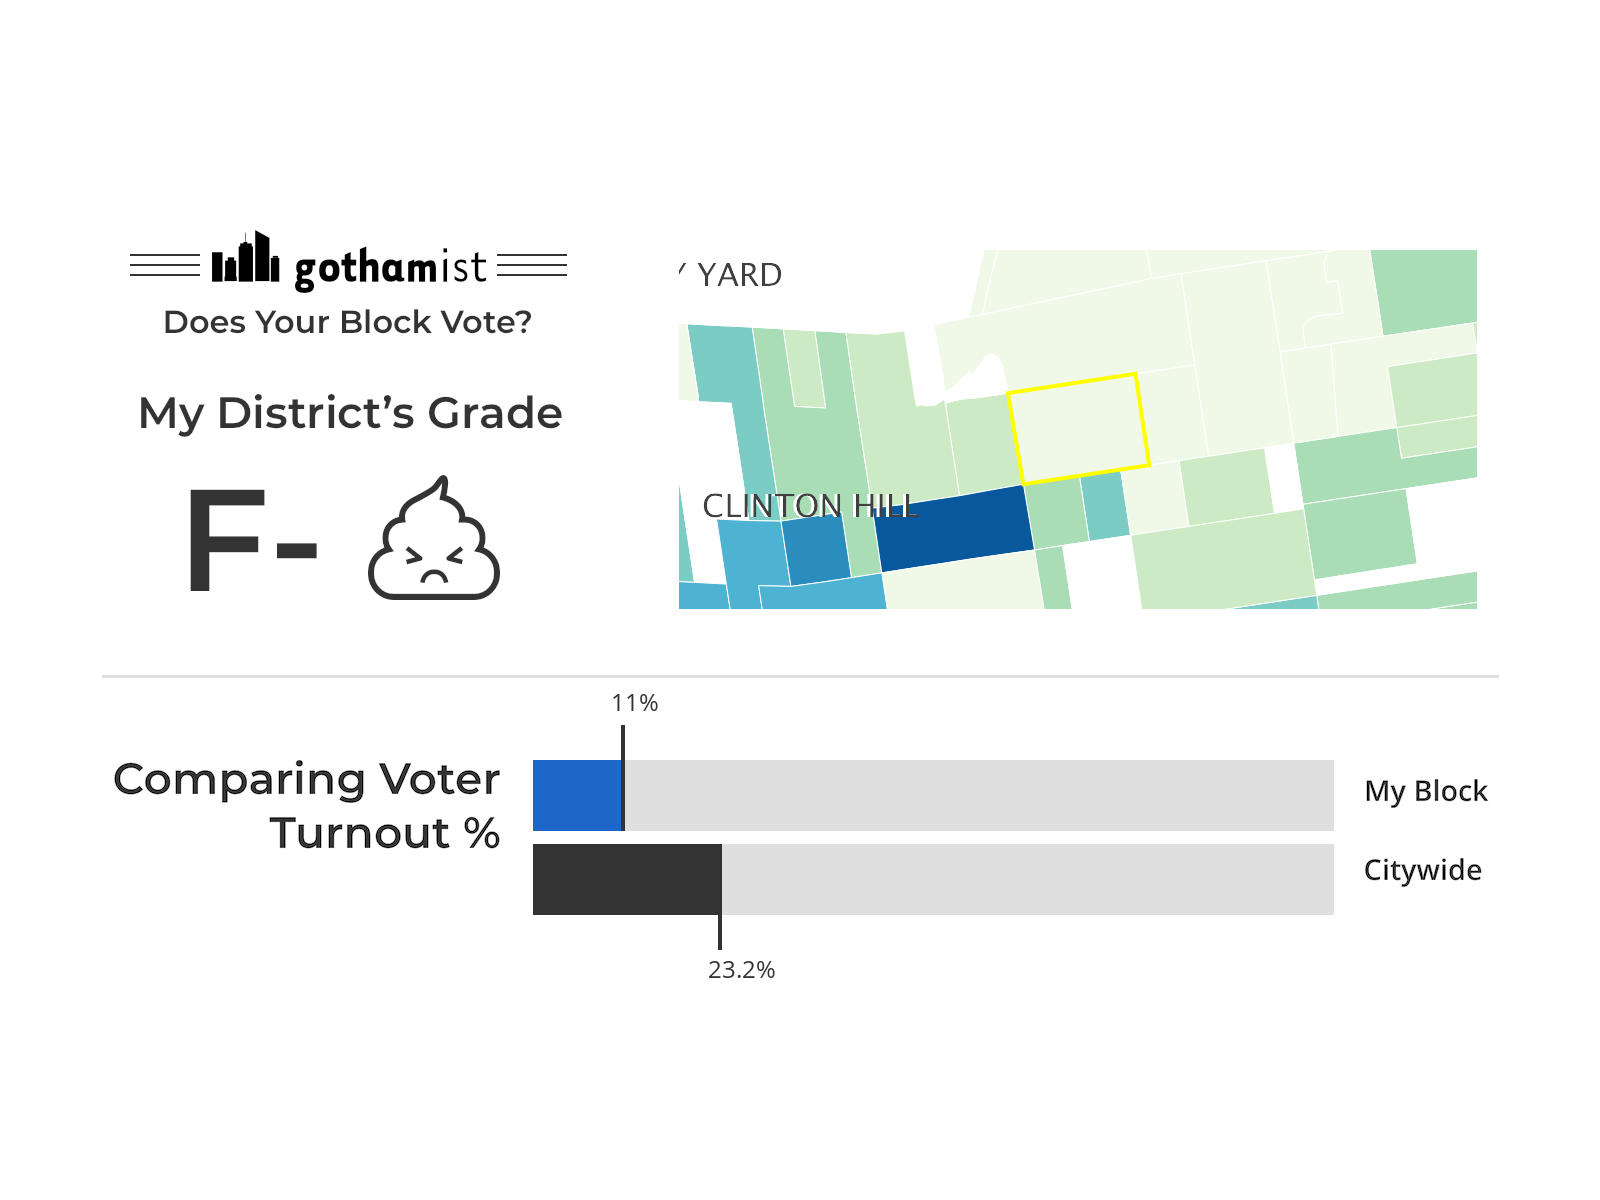 gothamist
Does Your Block Vote?
My District's Grade
F-
Y YARD
CLINTON HILL
11%
Comparing Voter
Turnout %
My Block
Citywide
23.2%